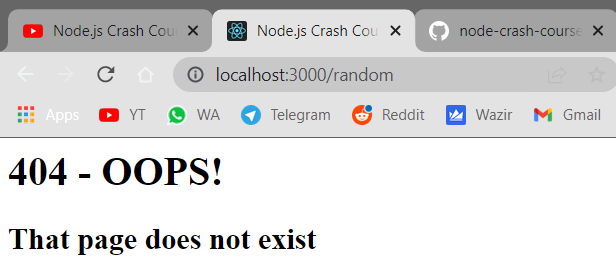 Node.js Crash Cou
Node.js Crash Cou
node-crash-course
localhost:3000/random
Apps YT WA Telegram Reddit Wazir Gmail
404 - OOPS!
That page does not exist